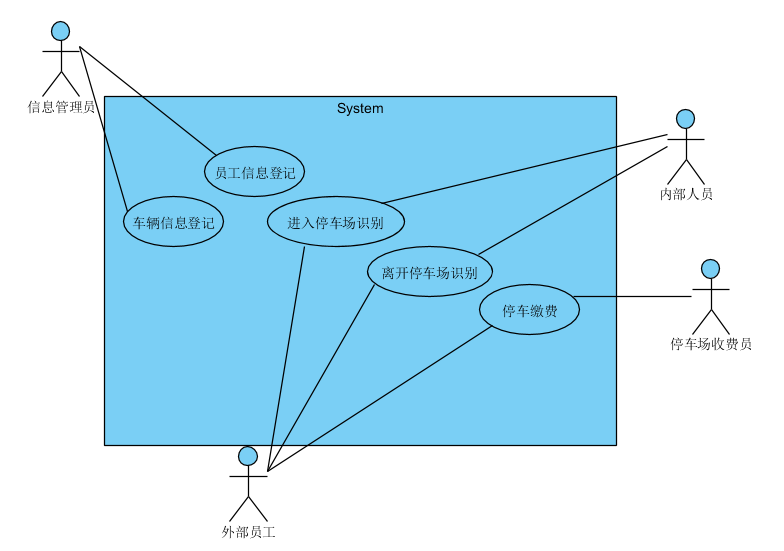 信息管理员
System
员工信息登记
车辆信息登记
进入停车场识别
内部人员
离开停车场识别
停车缴费
停车场收费员
外部员工